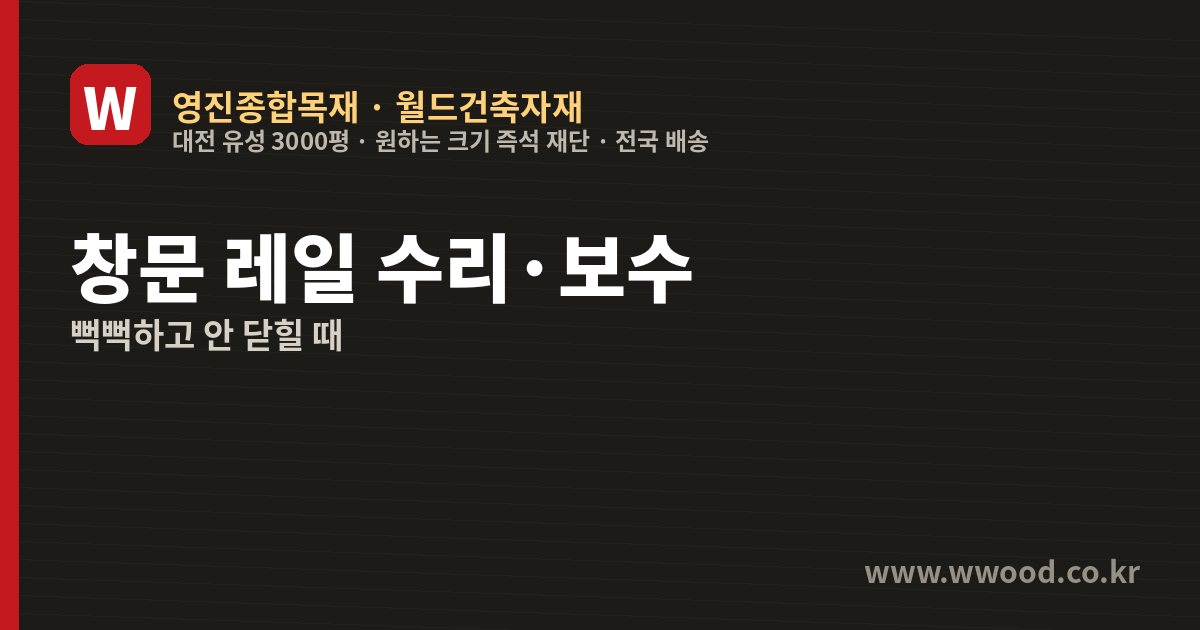 W
영진종합목재 · 월드건축자재
대전 유성 3000평 · 원하는 크기 즉석 재단 · 전국 배송
창문 레일 수리·보수
뻑뻑하고 안 닫힐 때
www.wwood.co.kr